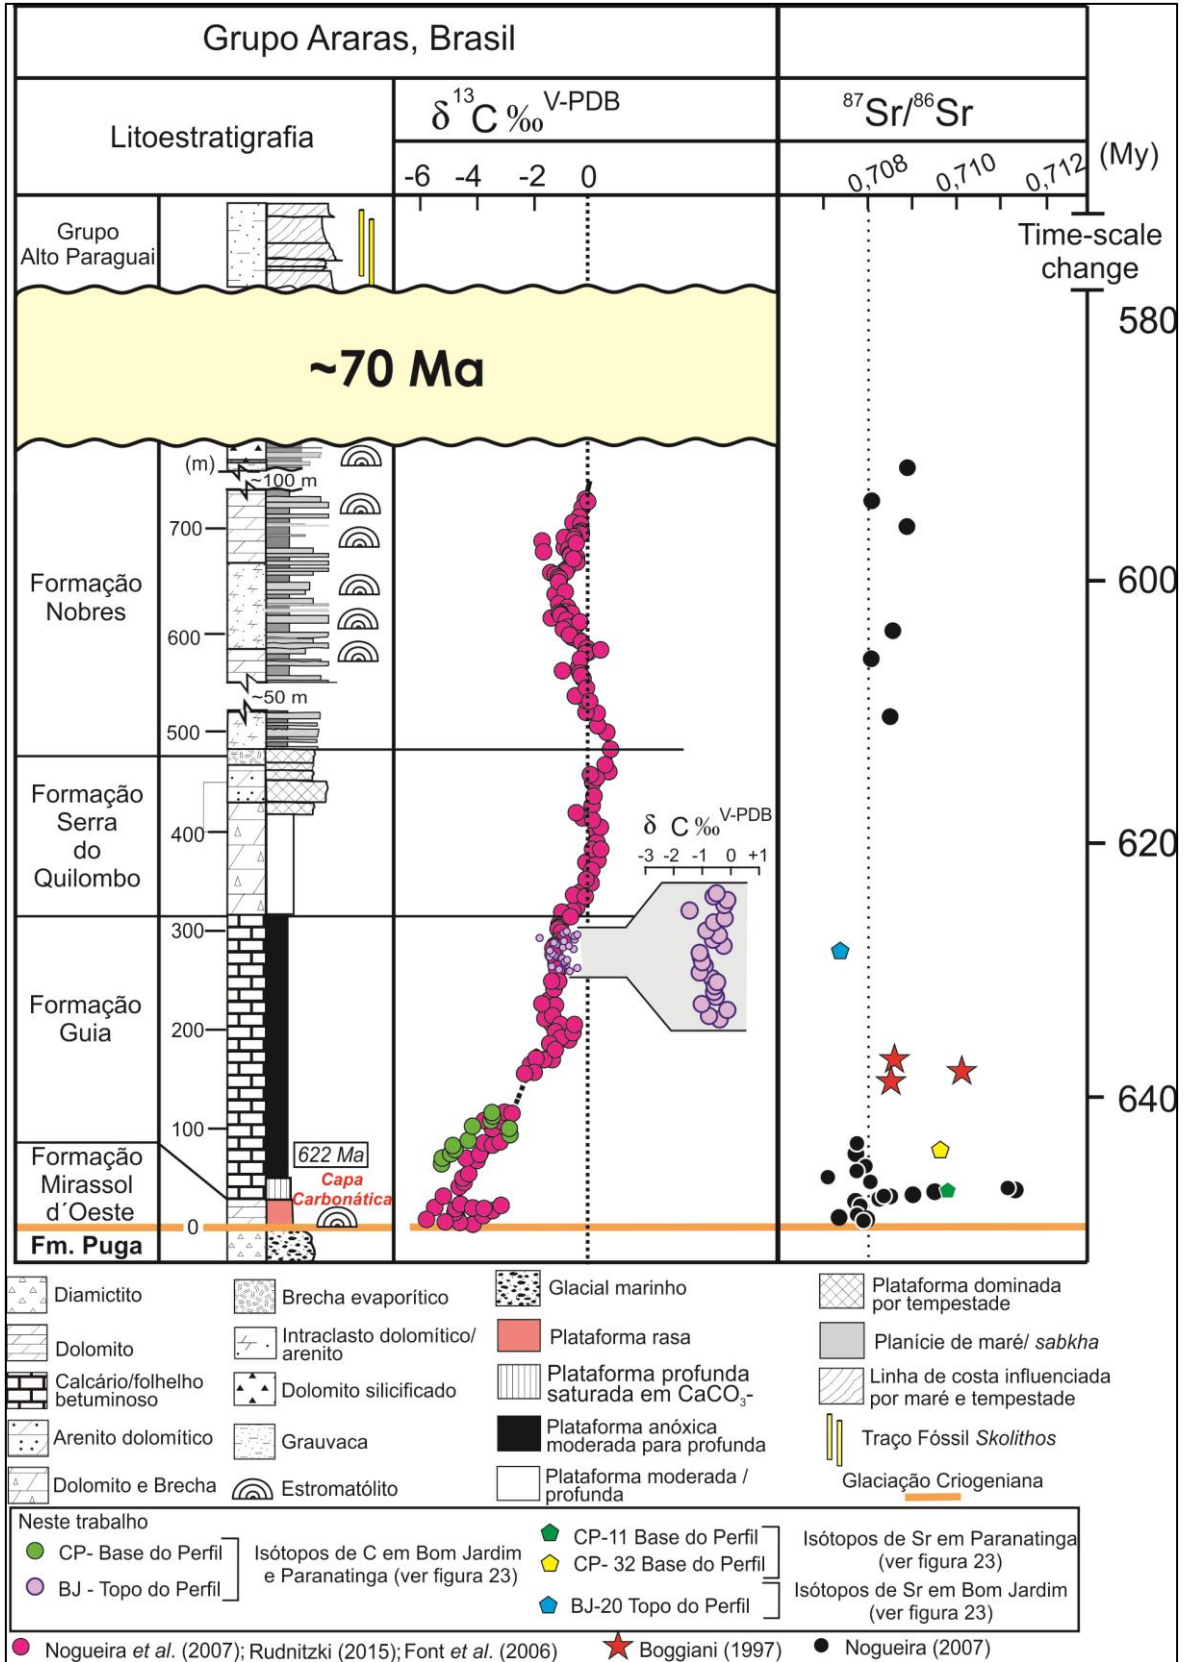 Grupo Araras, Brasil
Litoestratigrafia
δ 13C ‰ V-PDB
87Sr/86Sr
(My)
-6 -4 -2 0
0,708 0,710 0,712
Grupo
Alto Paraguai
Time-scale
change
580
~70 Ma
(m)
~100 m
700
600
Formação
Nobres
600
~50 m
500
Formação
Serra
do
Quilombo
400
δ C ‰ V-PDB
-3 -2 -1 0 +1
620
300
Formação
Guia
200
100
640
Formação
Mirassol
d´Oeste
622 Ma
Capa
Carbonática
0
Fm. Puga
Diamictito
Dolomito
Calcário/folhelho
betuminoso
Arenito dolomítico
Dolomito e Brecha
Brecha evaporítico
Intraclasto dolomítico/
arenito
Dolomito silicificado
Grauvaca
Estromatólito
Glacial marinho
Plataforma rasa
Plataforma profunda
saturada em CaCO3-
Plataforma anóxica
moderada para profunda
Plataforma moderada /
profunda
Plataforma dominada
por tempestade
Planície de maré/ sabkha
Linha de costa influenciada
por maré e tempestade
Traço Fóssil Skolithos
Glaciação Criogeniana
Neste trabalho
CP- Base do Perfil
BJ - Topo do Perfil
Isótopos de C em Bom Jardim
e Paranatinga (ver figura 23)
CP-11 Base do Perfil
CP- 32 Base do Perfil
Isótopos de Sr em Paranatinga
(ver figura 23)
BJ-20 Topo do Perfil
Isótopos de Sr em Bom Jardim
(ver figura 23)
Nogueira et al. (2007); Rudnitzki (2015); Font et al. (2006)
Boggiani (1997)
Nogueira (2007)